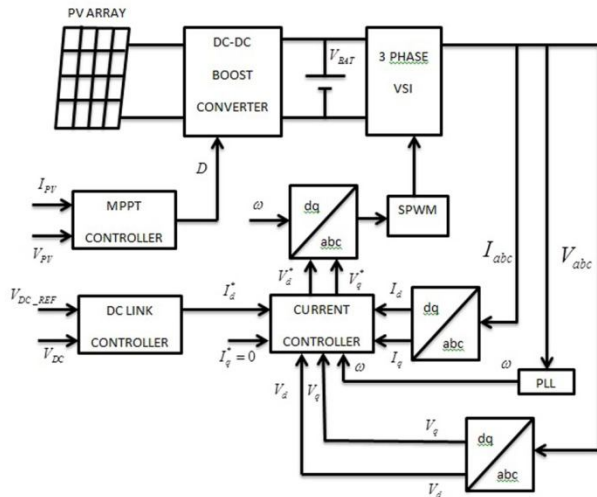 PV ARRAY
DC-DC
BOOST
CONVERTER
V_BAT
3 PHASE
VSI
D
I_PV
V_PV
MPPT
CONTROLLER
ω
dq
abc
SPWM
I_abc
V_abc
V_d^*
V_q^*
V_DC_REF
V_DC
DC LINK
CONTROLLER
I_d^*
I_q^* = 0
CURRENT
CONTROLLER
I_d
I_q
dq
abc
ω
ω
PLL
V_d
V_q
V_q
V_d
dq
abc